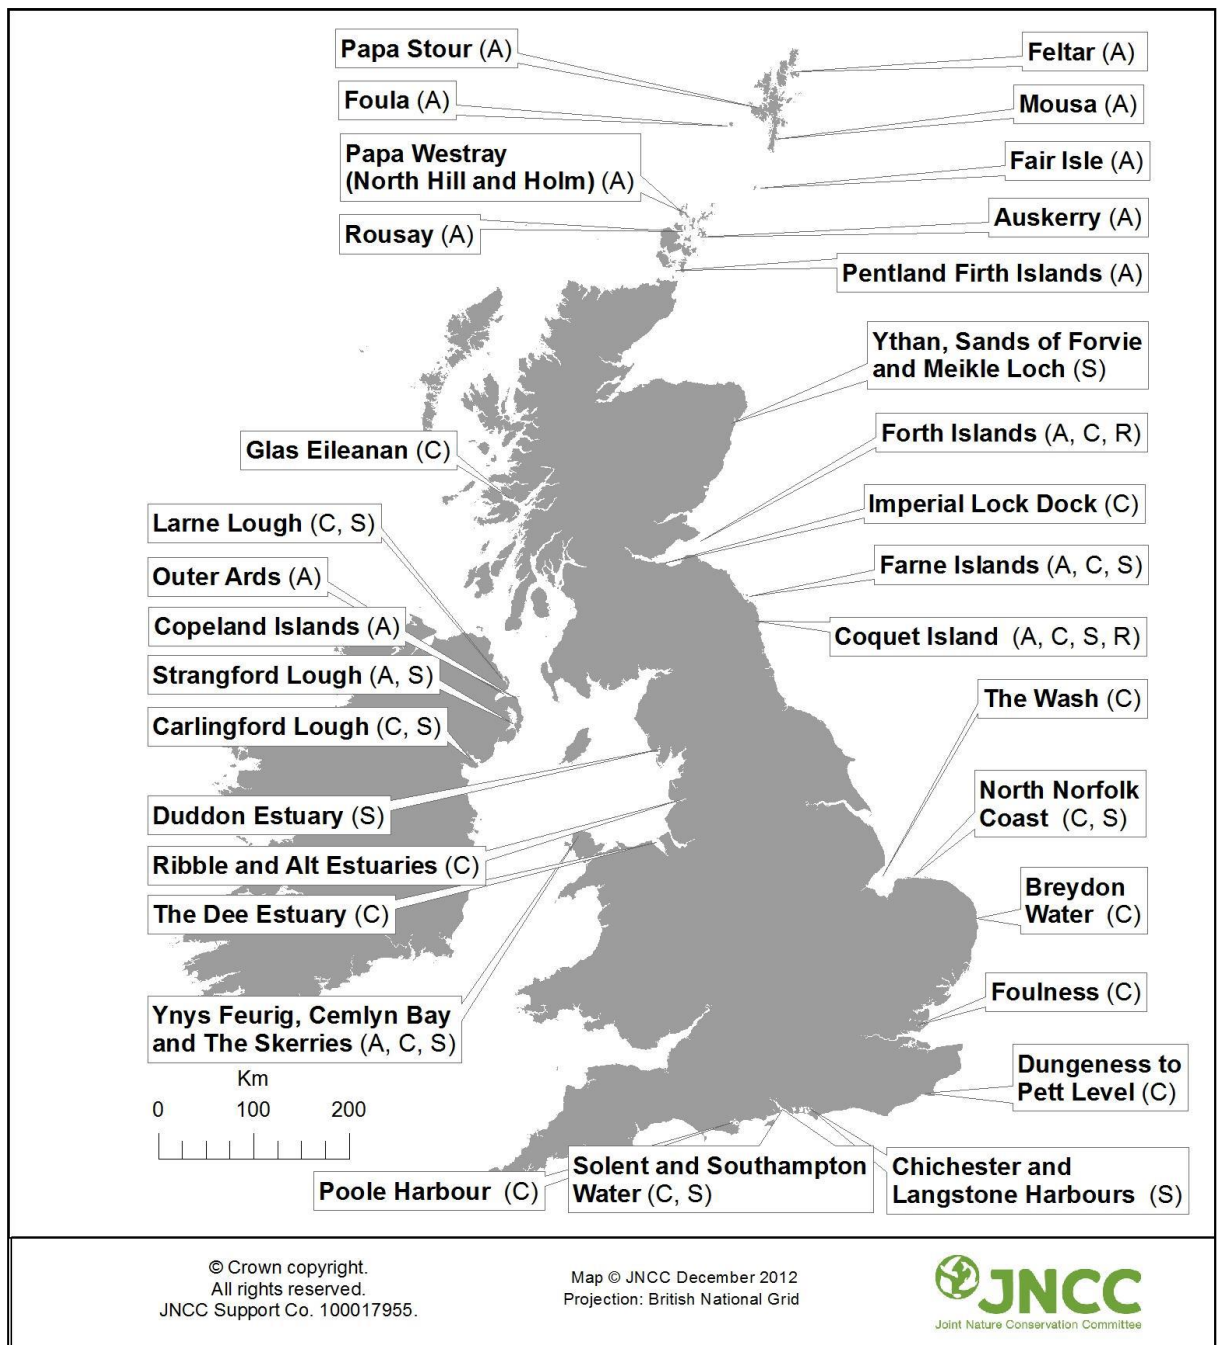 Papa Stour (A)
Feltar (A)
Foula (A)
Mousa (A)
Papa Westray
(North Hill and Holm) (A)
Fair Isle (A)
Rousay (A)
Auskerry (A)
Pentland Firth Islands (A)
Ythan, Sands of Forvie
and Meikle Loch (S)
Forth Islands (A, C, R)
Glas Eileanan (C)
Imperial Lock Dock (C)
Larne Lough (C, S)
Farne Islands (A, C, S)
Outer Ards (A)
Copeland Islands (A)
Coquet Island (A, C, S, R)
Strangford Lough (A, S)
The Wash (C)
Carlingford Lough (C, S)
North Norfolk
Coast (C, S)
Duddon Estuary (S)
Ribble and Alt Estuaries (C)
Breydon
Water (C)
The Dee Estuary (C)
Foulness (C)
Ynys Feurig, Cemlyn Bay
and The Skerries (A, C, S)
Dungeness to
Pett Level (C)
Km
0 100 200
Poole Harbour (C)
Solent and Southampton
Water (C, S)
Chichester and
Langstone Harbours (S)
© Crown copyright.
All rights reserved.
JNCC Support Co. 100017955.
Map © JNCC December 2012
Projection: British National Grid
JNCC
Joint Nature Conservation Committee